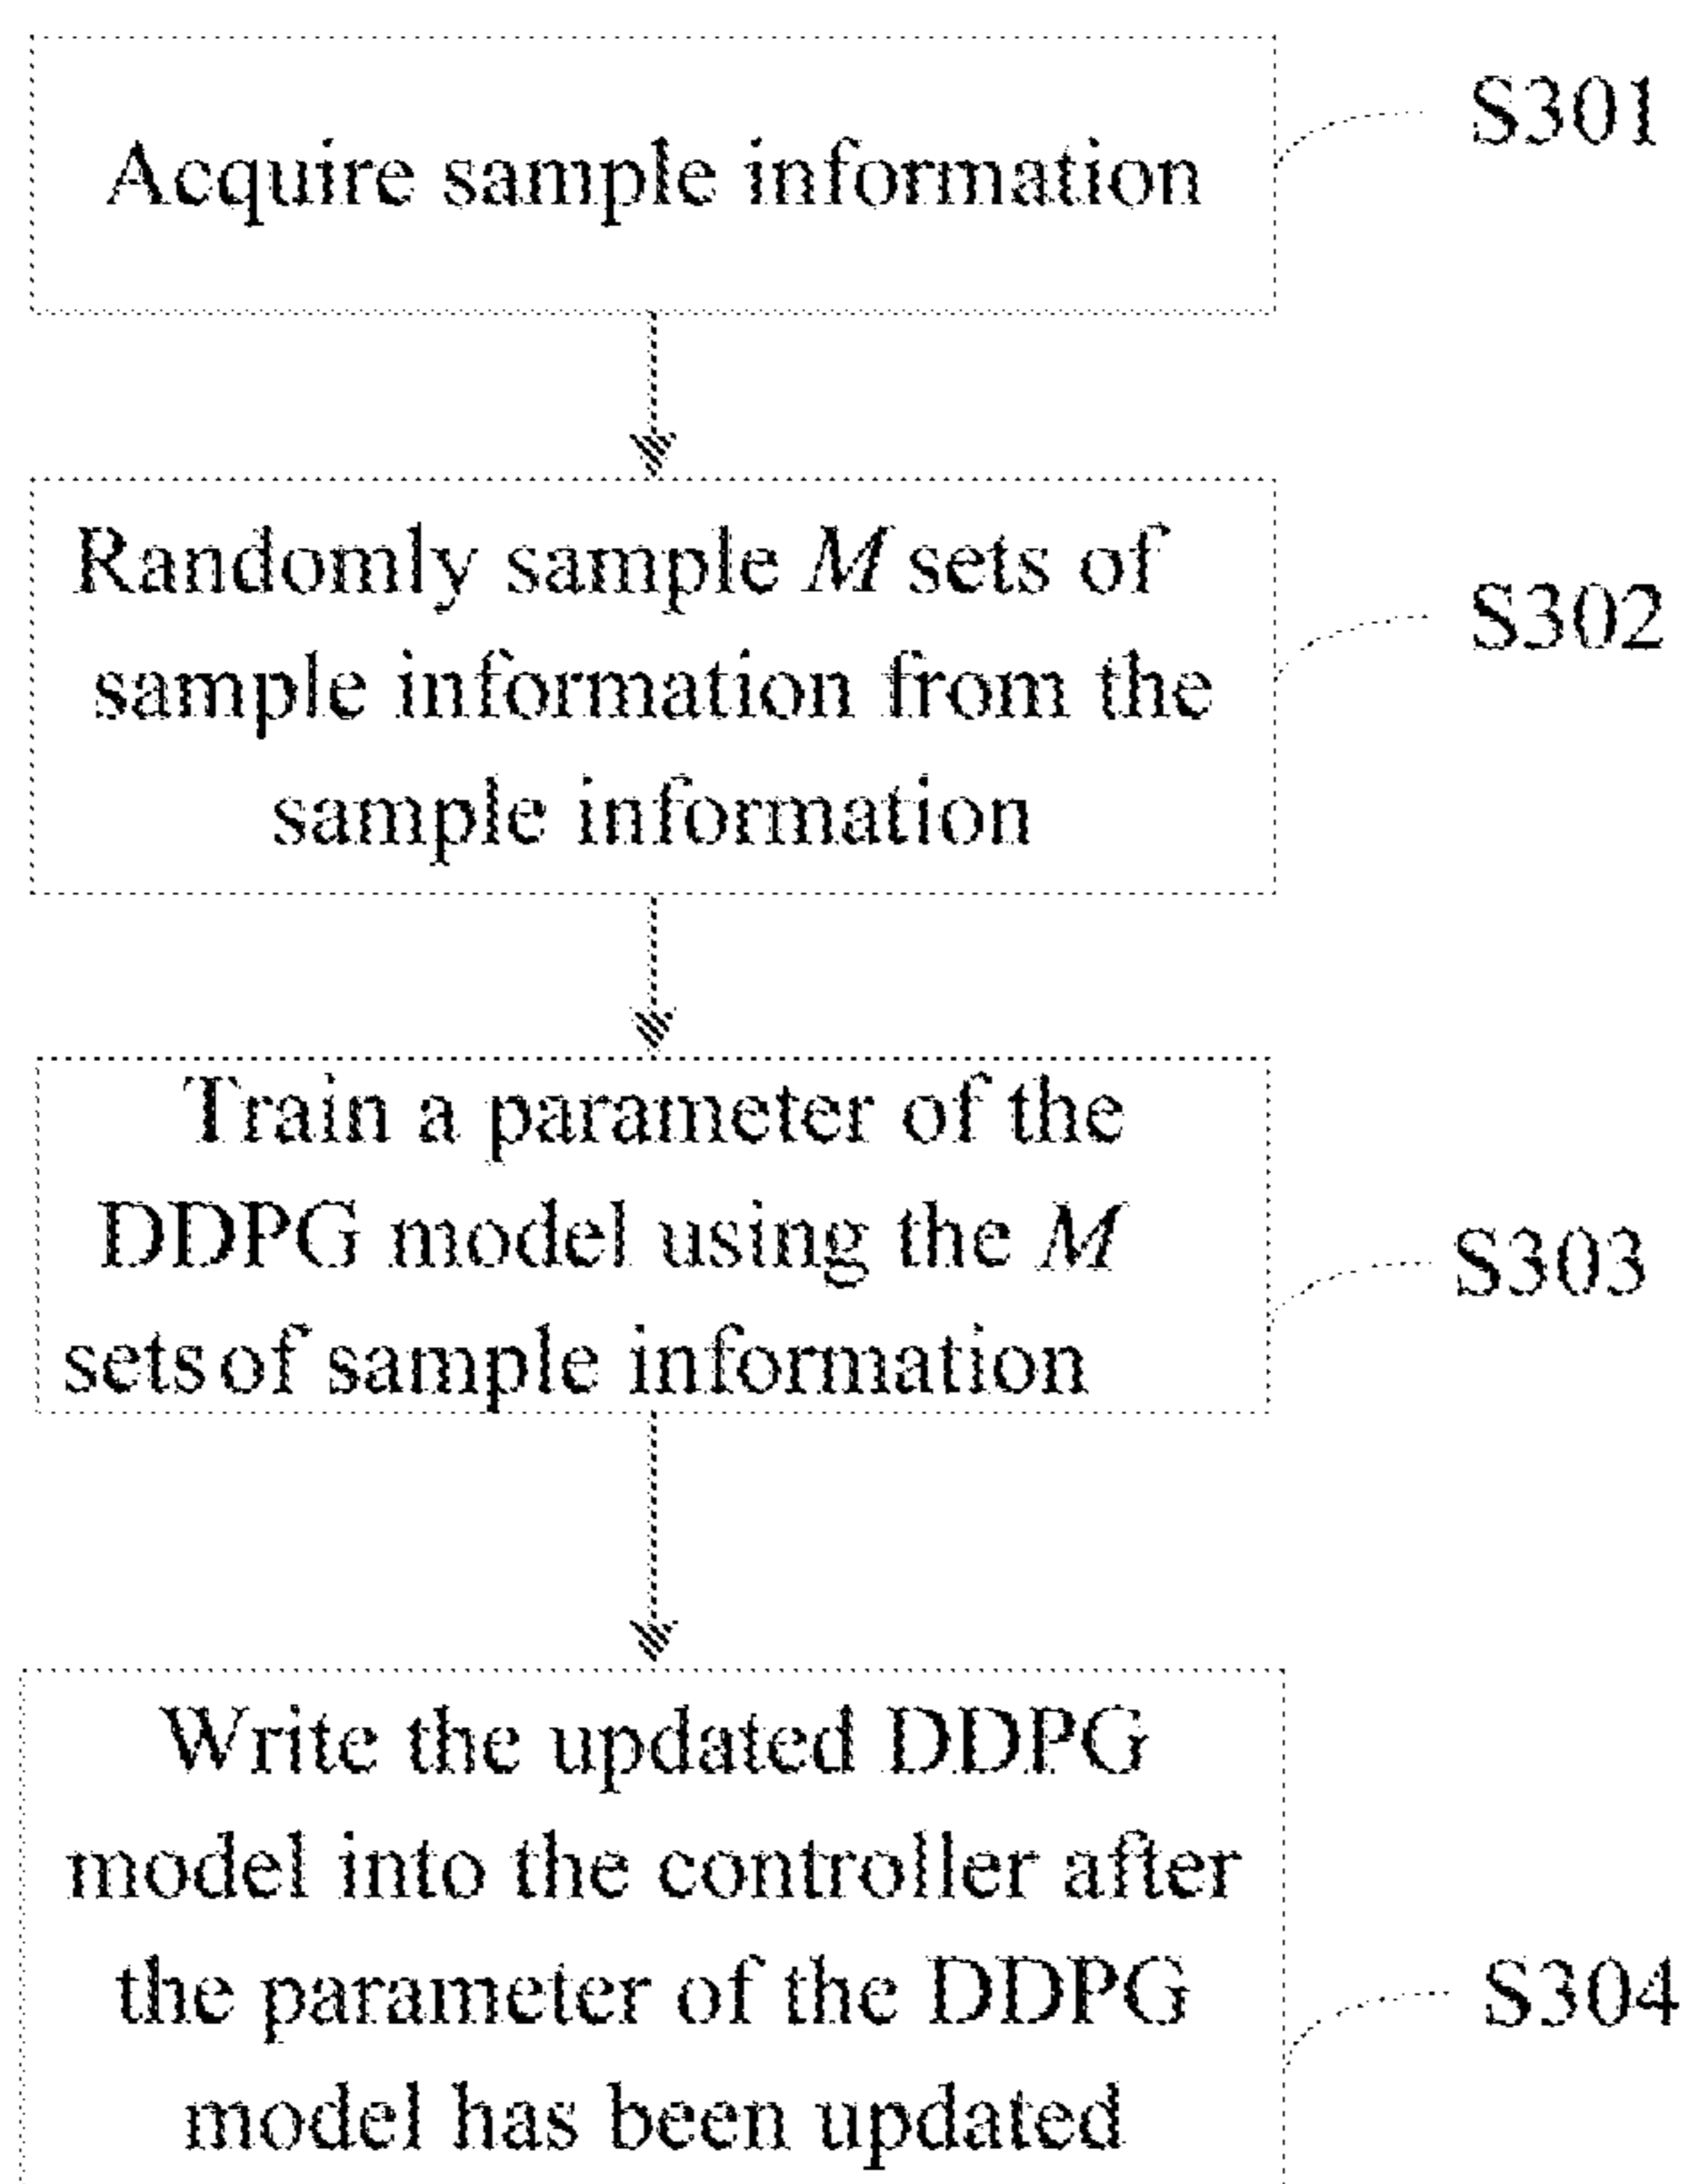 Acquire sample information
S301
Randomly sample M sets of
sample information from the
sample information
S302
Train a parameter of the
DDPG model using the M
sets of sample information
S303
Write the updated DDPG
model into the controller after
the parameter of the DDPG
model has been updated
S304